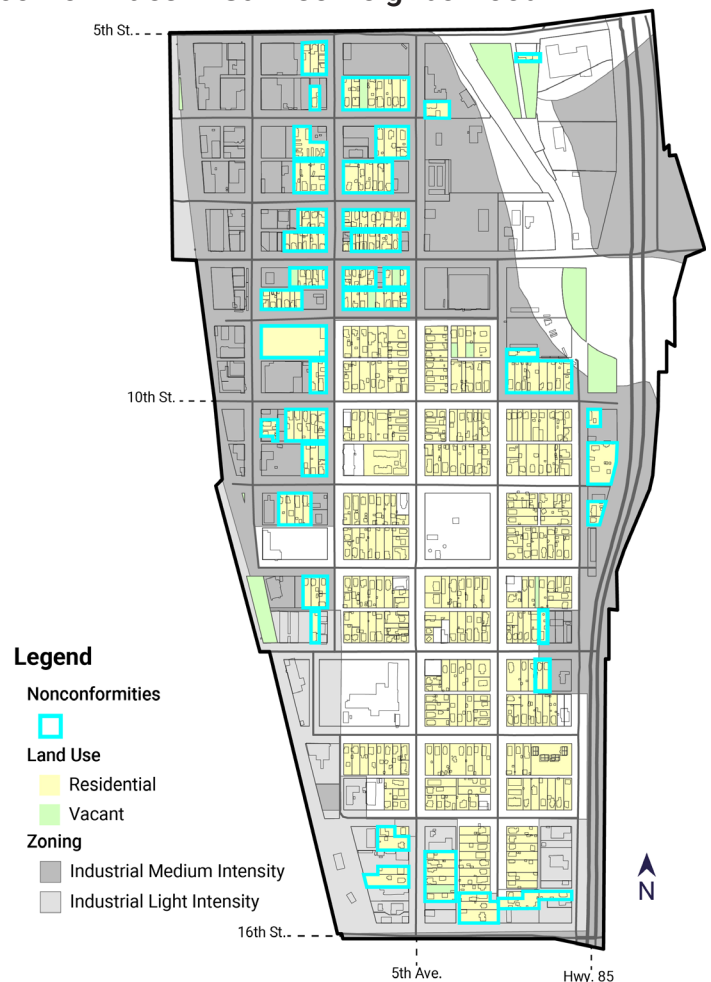 5th St.
10th St.
Legend
Nonconformities
Land Use
Residential
Vacant
Zoning
Industrial Medium Intensity
Industrial Light Intensity
N
16th St.
5th Ave.
Hwy. 85